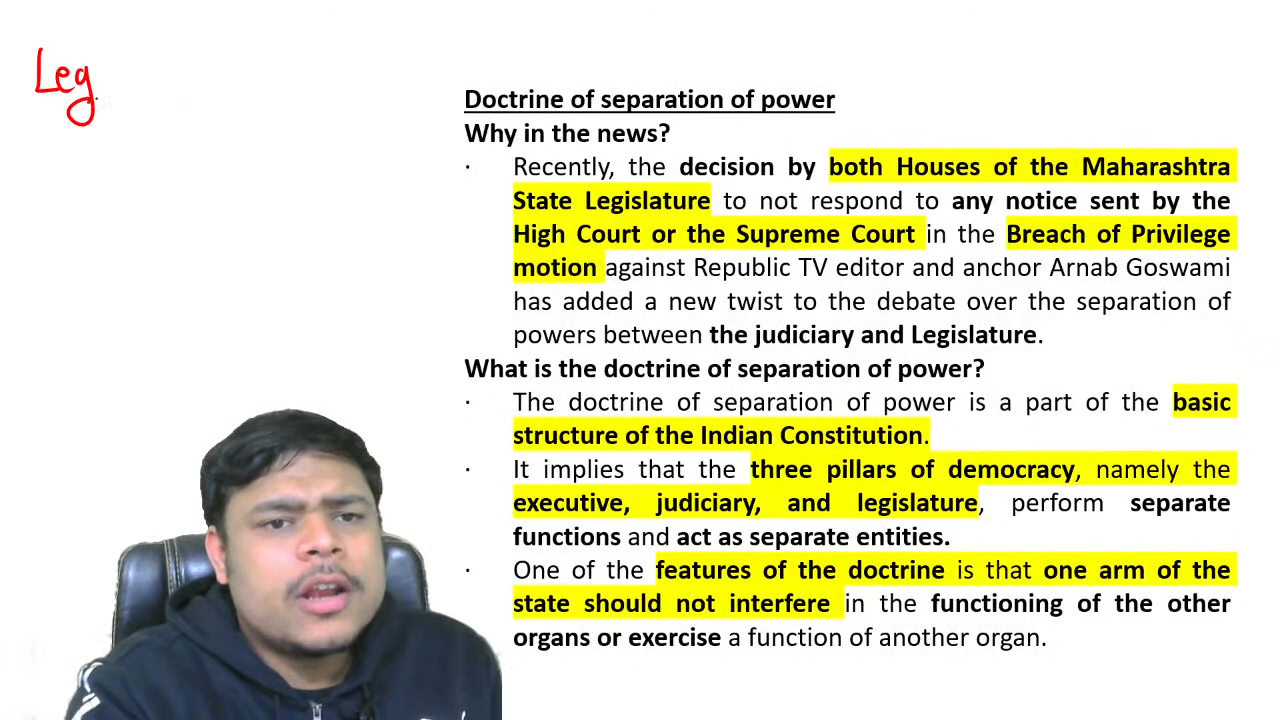 Leg
Doctrine of separation of power
Why in the news?
· Recently, the decision by both Houses of the Maharashtra
State Legislature to not respond to any notice sent by the
High Court or the Supreme Court in the Breach of Privilege
motion against Republic TV editor and anchor Arnab Goswami
has added a new twist to the debate over the separation of
powers between the judiciary and Legislature.
What is the doctrine of separation of power?
· The doctrine of separation of power is a part of the basic
structure of the Indian Constitution.
· It implies that the three pillars of democracy, namely the
executive, judiciary, and legislature, perform separate
functions and act as separate entities.
· One of the features of the doctrine is that one arm of the
state should not interfere in the functioning of the other
organs or exercise a function of another organ.